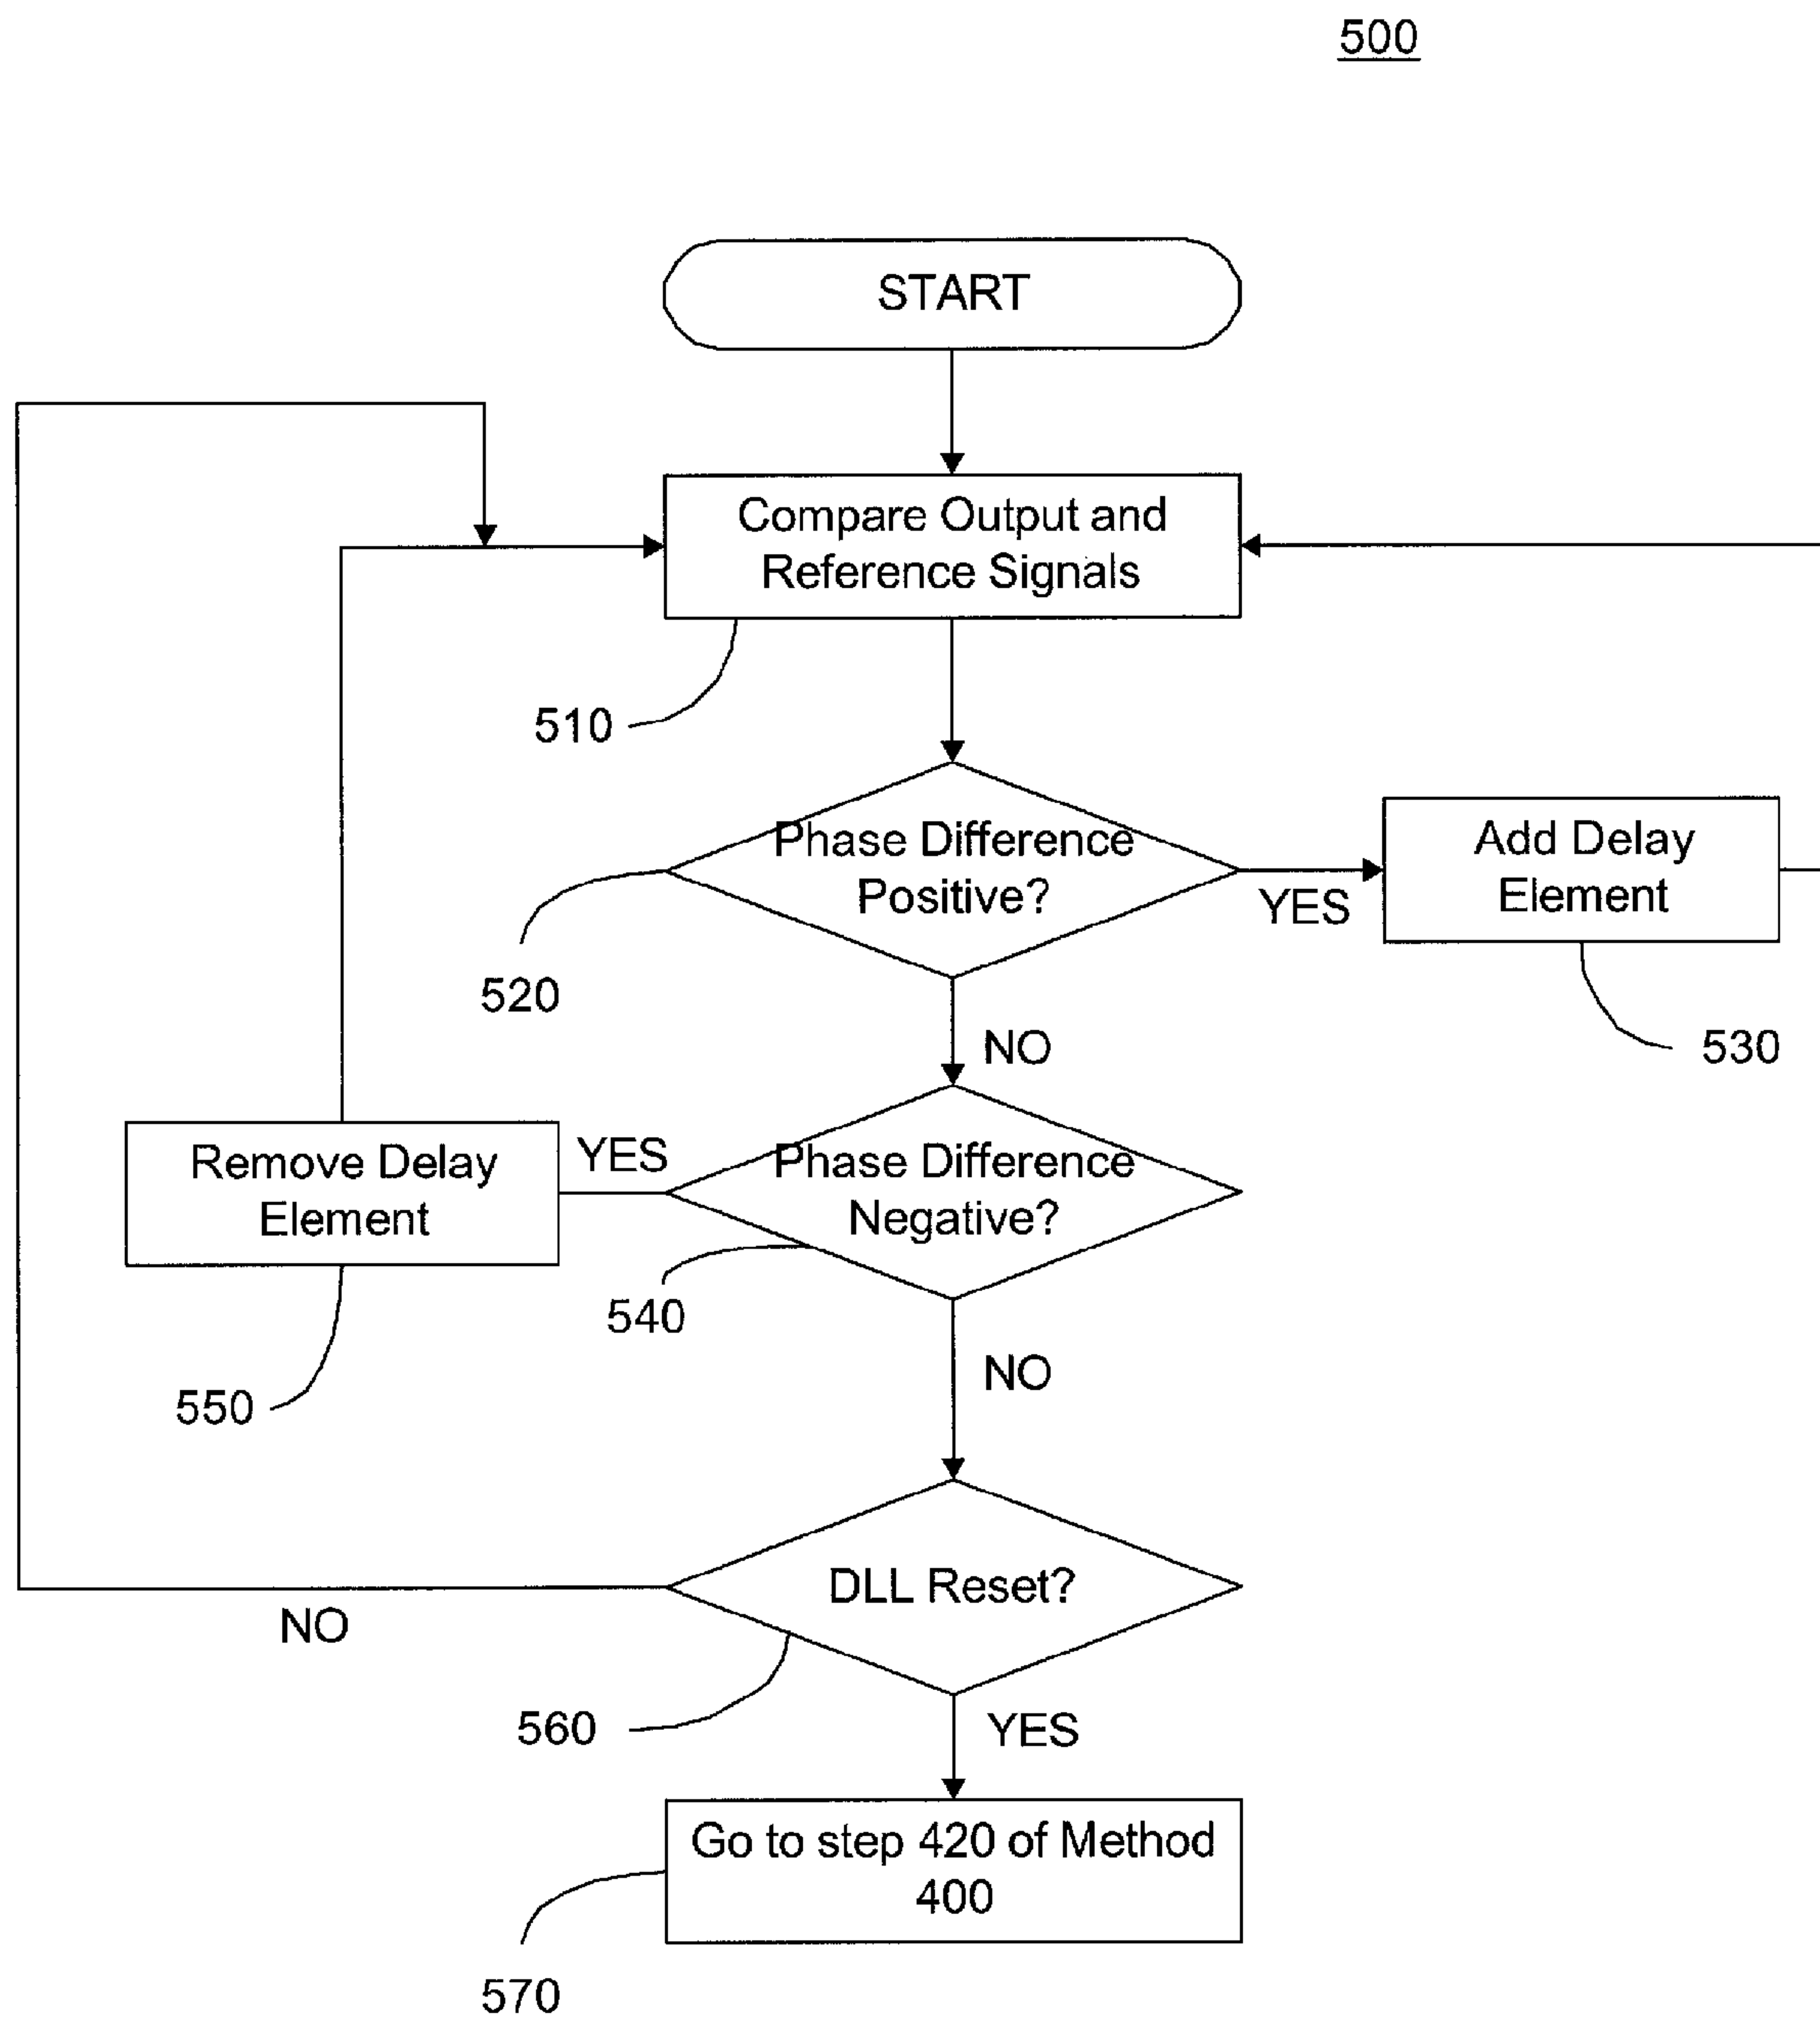 500
START
Compare Output and
Reference Signals
510
Phase Difference
Positive?
YES
Add Delay
Element
520
NO
530
Remove Delay
Element
YES
Phase Difference
Negative?
540
NO
550
DLL Reset?
NO
560
YES
Go to step 420 of Method
400
570